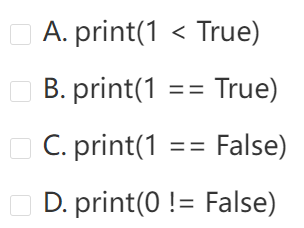 A. print(1 < True)
B. print(1 == True)
C. print(1 == False)
D. print(0 != False)